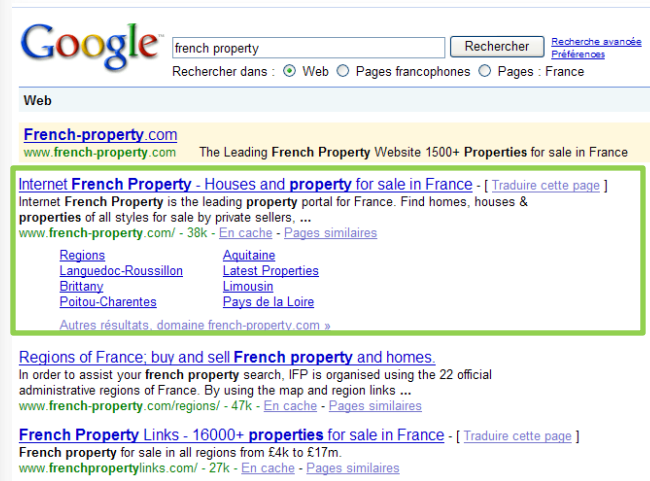 Google™
french property Rechercher Recherche avancée
Préférences
Rechercher dans : Web Pages francophones Pages : France
Web
French-property.com
www.french-property.com The Leading French Property Website 1500+ Properties for sale in France
Internet French Property - Houses and property for sale in France - [ Traduire cette page ]
Internet French Property is the leading property portal for France. Find homes, houses &
properties of all styles for sale by private sellers, ...
www.french-property.com/ - 38k - En cache - Pages similaires
Regions Aquitaine
Languedoc-Roussillon Latest Properties
Brittany Limousin
Poitou-Charentes Pays de la Loire
Autres résultats, domaine french-property.com »
Regions of France; buy and sell French property and homes.
In order to assist your french property search, IFP is organised using the 22 official
administrative regions of France. By using the map and region links ...
www.french-property.com/regions/ - 47k - En cache - Pages similaires
French Property Links - 16000+ properties for sale in France - [ Traduire cette page ]
French property for sale in all regions from £4k to £17m.
www.frenchpropertylinks.com/ - 27k - En cache - Pages similaires